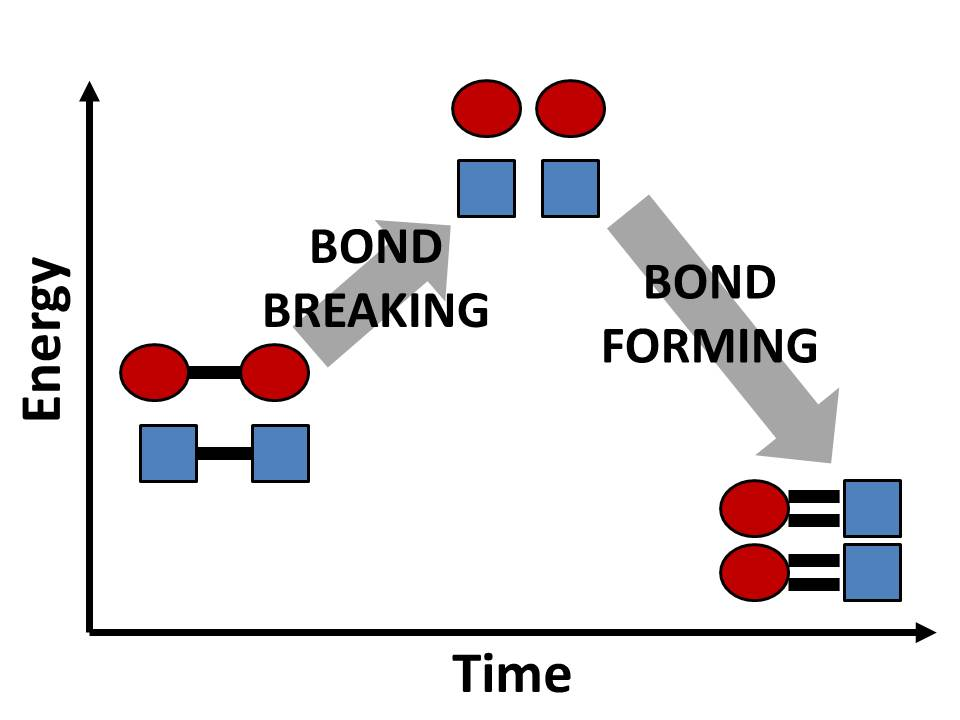 BOND
BREAKING
BOND
FORMING
Energy
Time